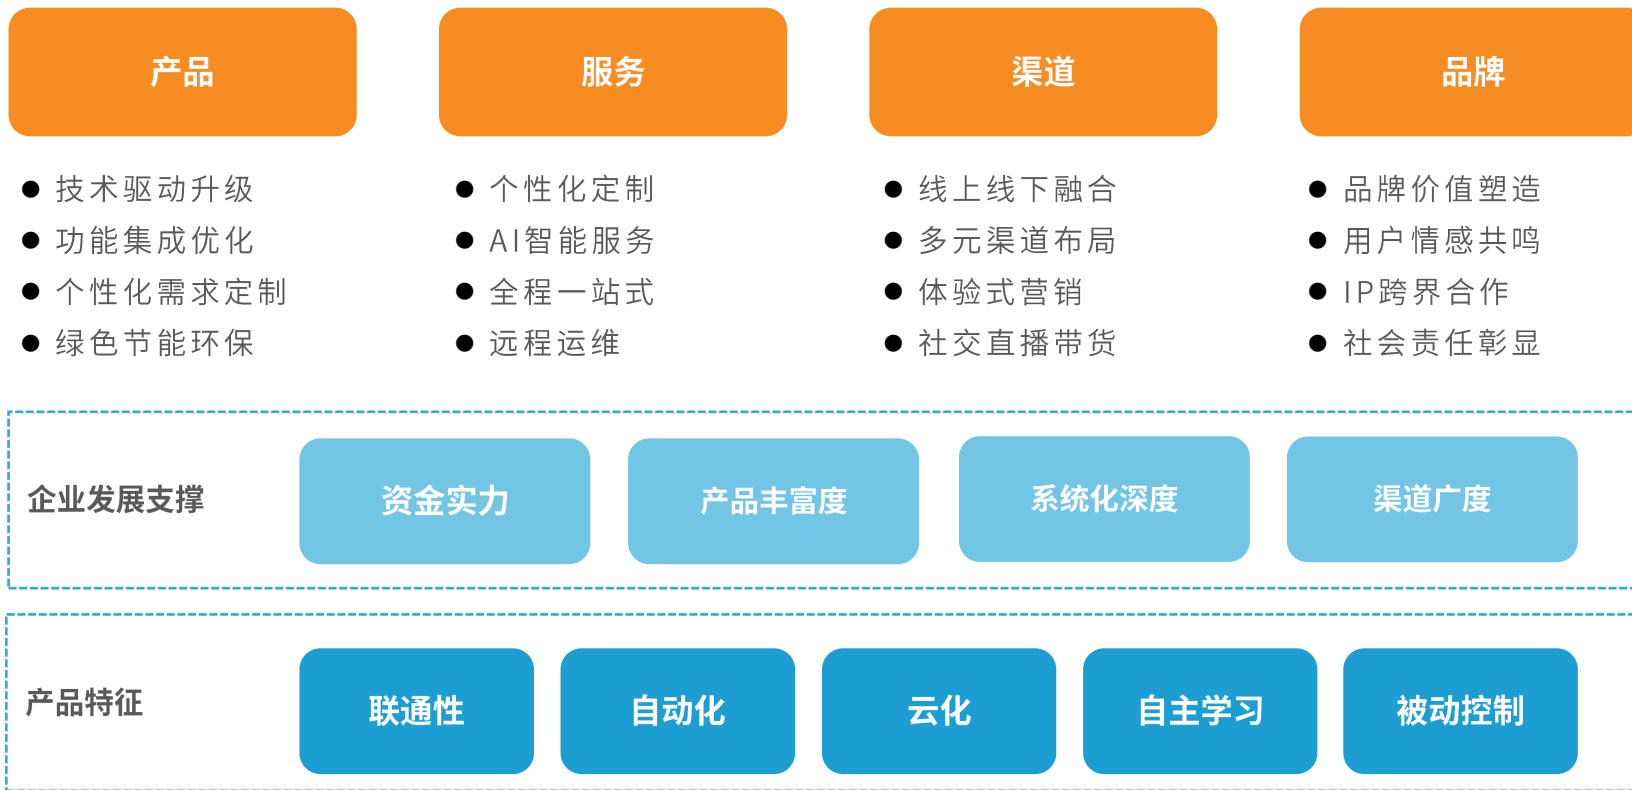 产品
服务
渠道
品牌
技术驱动升级
功能集成优化
个性化需求定制
绿色节能环保
个性化定制
AI智能服务
全程一站式
远程运维
线上线下融合
多元渠道布局
体验式营销
社交直播带货
品牌价值塑造
用户情感共鸣
IP跨界合作
社会责任彰显
企业发展支撑
资金实力
产品丰富度
系统化深度
渠道广度
产品特征
联通性
自动化
云化
自主学习
被动控制